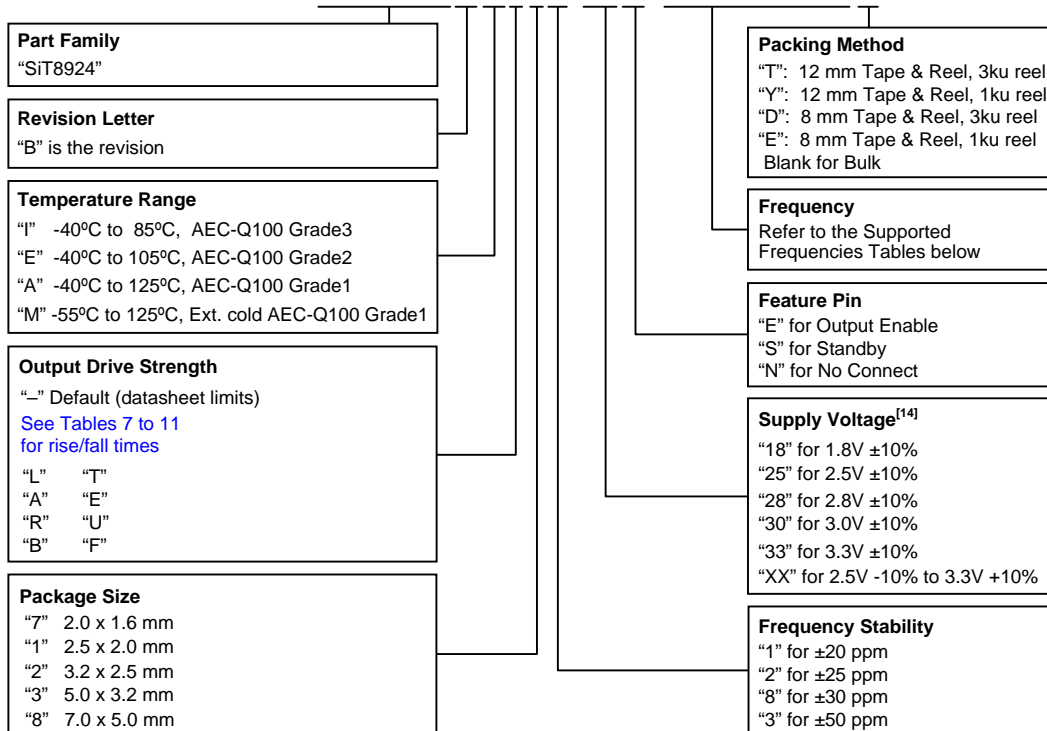 Part Family
“SiT8924”
Revision Letter
“B” is the revision
Temperature Range
“I” -40ºC to 85ºC, AEC-Q100 Grade3
“E” -40ºC to 105ºC, AEC-Q100 Grade2
“A” -40ºC to 125ºC, AEC-Q100 Grade1
“M” -55ºC to 125ºC, Ext. cold AEC-Q100 Grade1
Output Drive Strength
“–” Default (datasheet limits)
See Tables 7 to 11
for rise/fall times
“L” “T”
“A” “E”
“R” “U”
“B” “F”
Package Size
“7” 2.0 x 1.6 mm
“1” 2.5 x 2.0 mm
“2” 3.2 x 2.5 mm
“3” 5.0 x 3.2 mm
“8” 7.0 x 5.0 mm
Packing Method
“T”: 12 mm Tape & Reel, 3ku reel
“Y”: 12 mm Tape & Reel, 1ku reel
“D”: 8 mm Tape & Reel, 3ku reel
“E”: 8 mm Tape & Reel, 1ku reel
Blank for Bulk
Frequency
Refer to the Supported
Frequencies Tables below
Feature Pin
“E” for Output Enable
“S” for Standby
“N” for No Connect
Supply Voltage[14]
“18” for 1.8V ±10%
“25” for 2.5V ±10%
“28” for 2.8V ±10%
“30” for 3.0V ±10%
“33” for 3.3V ±10%
“XX” for 2.5V -10% to 3.3V +10%
Frequency Stability
“1” for ±20 ppm
“2” for ±25 ppm
“8” for ±30 ppm
“3” for ±50 ppm